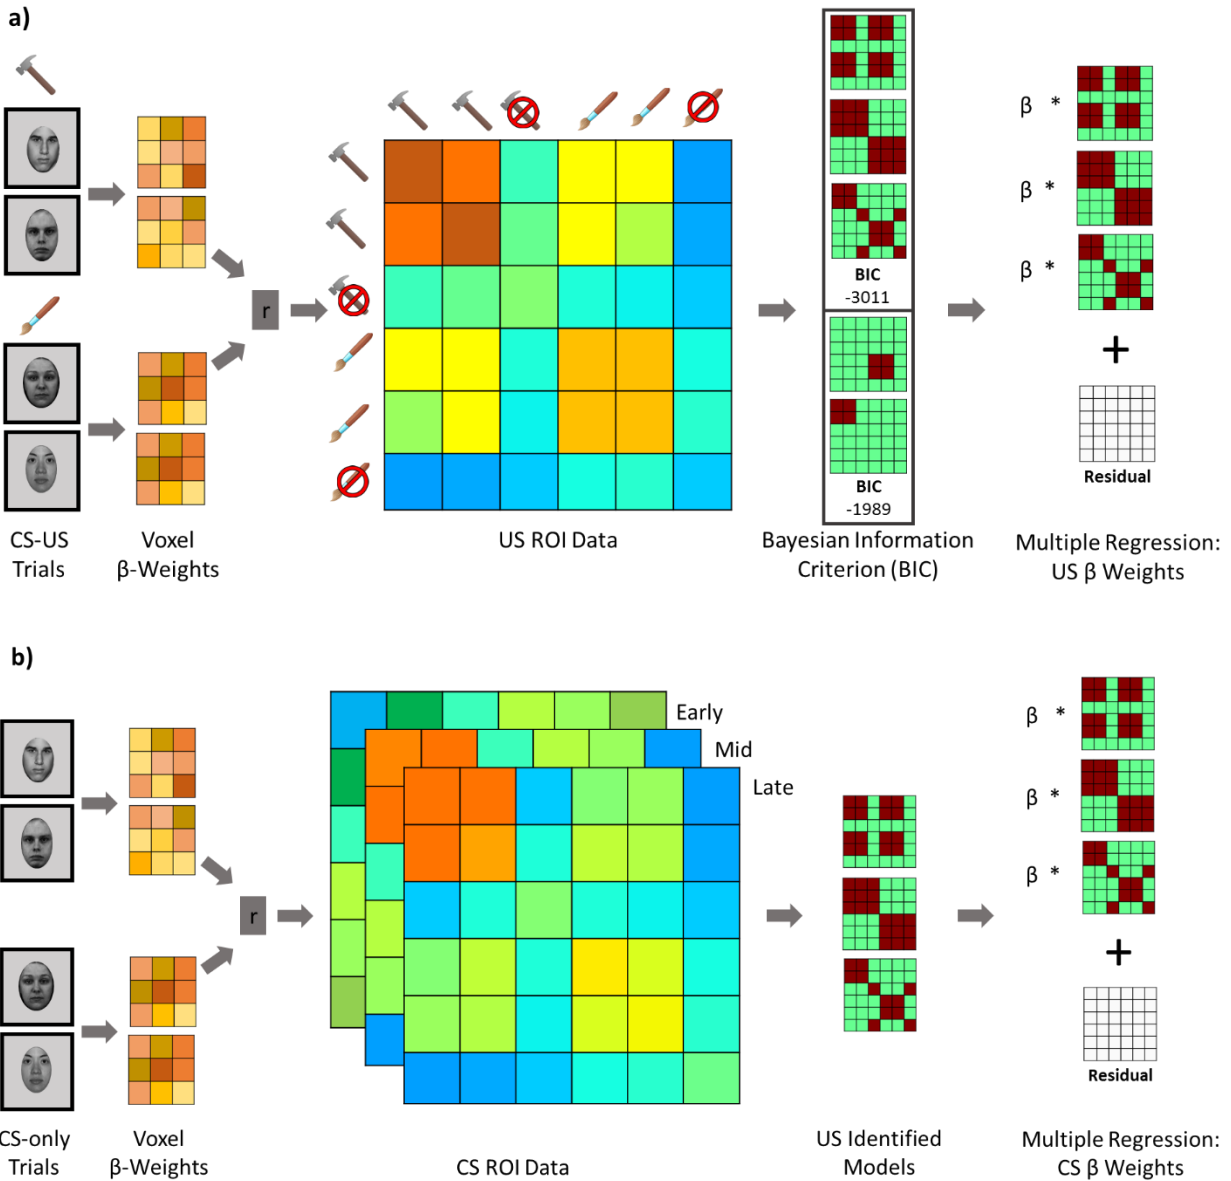 a)
r
BIC
-3011
BIC
-1989
β *
β *
β *
+
Residual
CS-US
Trials
Voxel
β-Weights
US ROI Data
Bayesian Information
Criterion (BIC)
Multiple Regression:
US β Weights
b)
Early
Mid
Late
r
β *
β *
β *
+
Residual
CS-only
Trials
Voxel
β-Weights
CS ROI Data
US Identified
Models
Multiple Regression:
CS β Weights